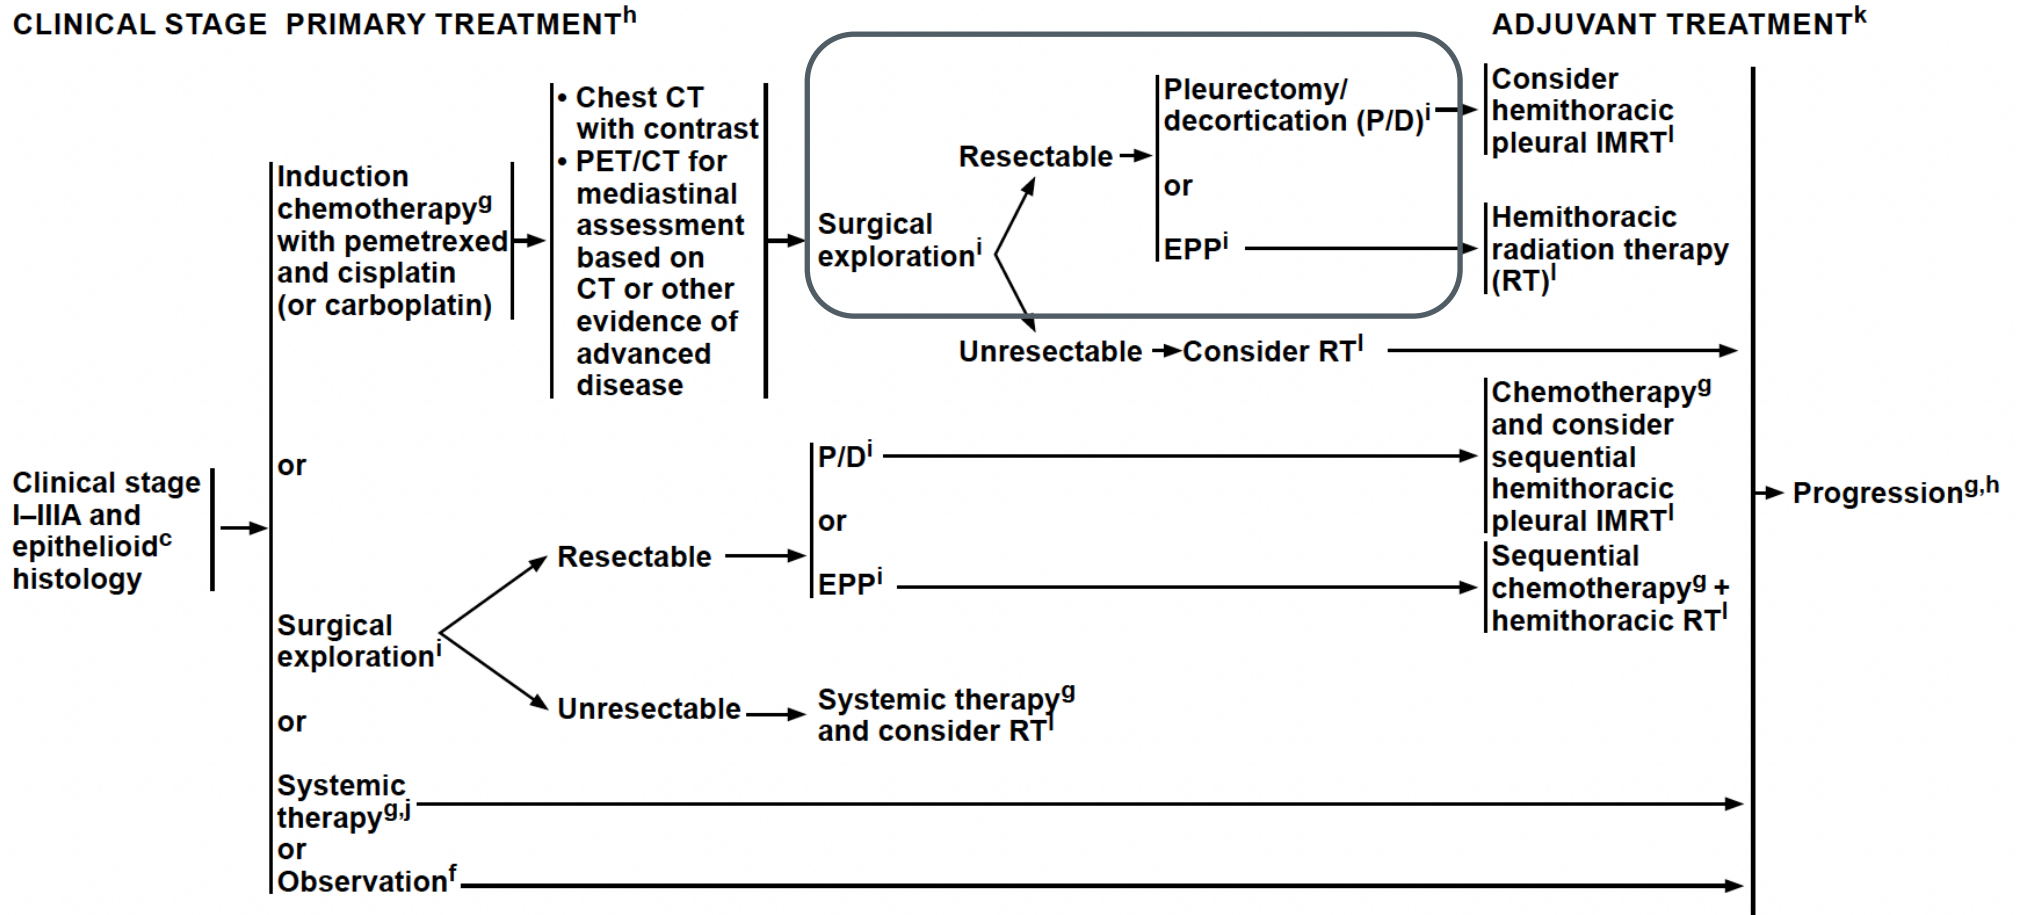 CLINICAL STAGE PRIMARY TREATMENTh
ADJUVANT TREATMENTk
Clinical stage
I–IIIA and
epithelioidc
histology
Induction
chemotherapyg
with pemetrexed
and cisplatin
(or carboplatin)
• Chest CT
with contrast
• PET/CT for
mediastinal
assessment
based on
CT or other
evidence of
advanced
disease
Surgical
explorationi
Resectable
Pleurectomy/
decortication (P/D)i
or
EPPi
Consider
hemithoracic
pleural IMRTl
Hemithoracic
radiation therapy
(RT)l
Unresectable
Consider RTl
or
Surgical
explorationi
Resectable
P/Di
or
EPPi
Chemotherapyg
and consider
sequential
hemithoracic
pleural IMRTl
Sequential
chemotherapyg +
hemithoracic RTl
Unresectable
Systemic therapyg
and consider RTl
or
Systemic
therapyg,j
or
Observationf
Progressiong,h